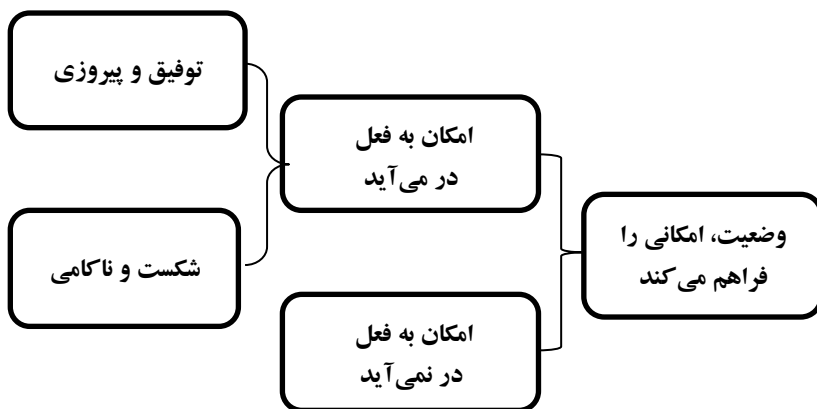 وضعیت، امکانی را
فراهم می‌کند
امکان به فعل
در می‌آید
امکان به فعل
در نمی‌آید
توفیق و پیروزی
شکست و ناکامی